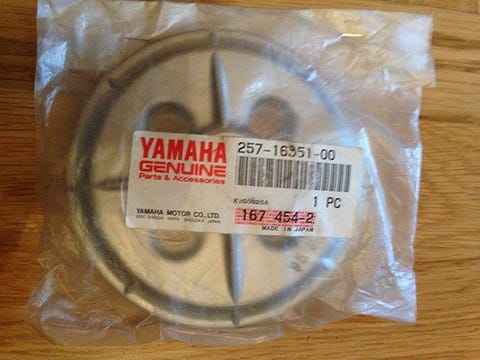 YAMAHA
GENUINE
Parts & Accessories
257-16351-00
1 PC
YAMAHA MOTOR CO., LTD.
167 454-2
MADE IN JAPAN